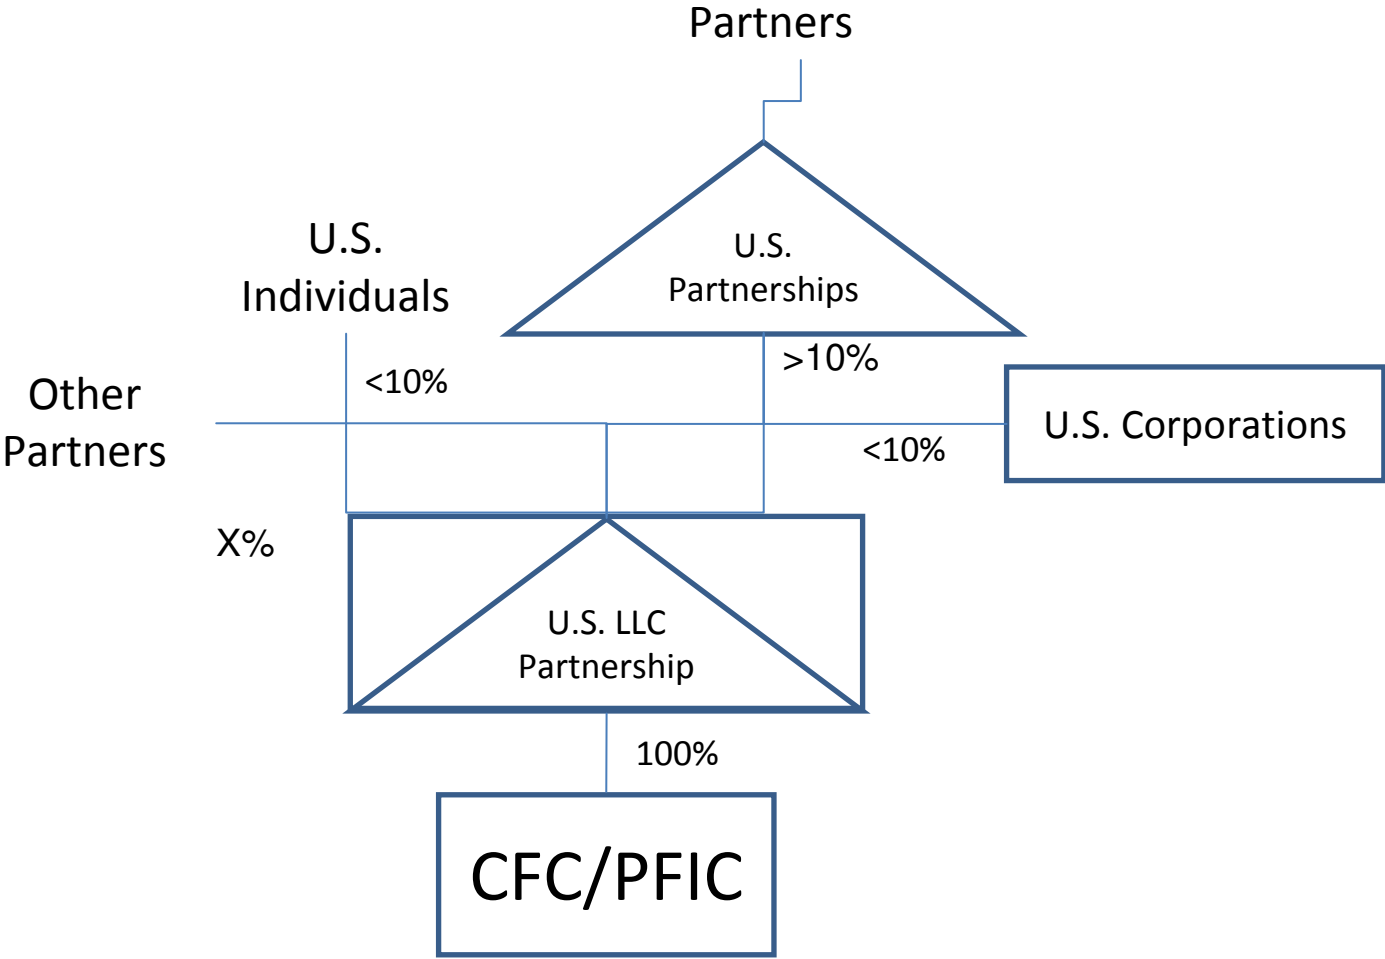 Partners
U.S.
Partnerships
U.S.
Individuals
>10%
<10%
Other
Partners
U.S. Corporations
<10%
X%
U.S. LLC
Partnership
100%
CFC/PFIC